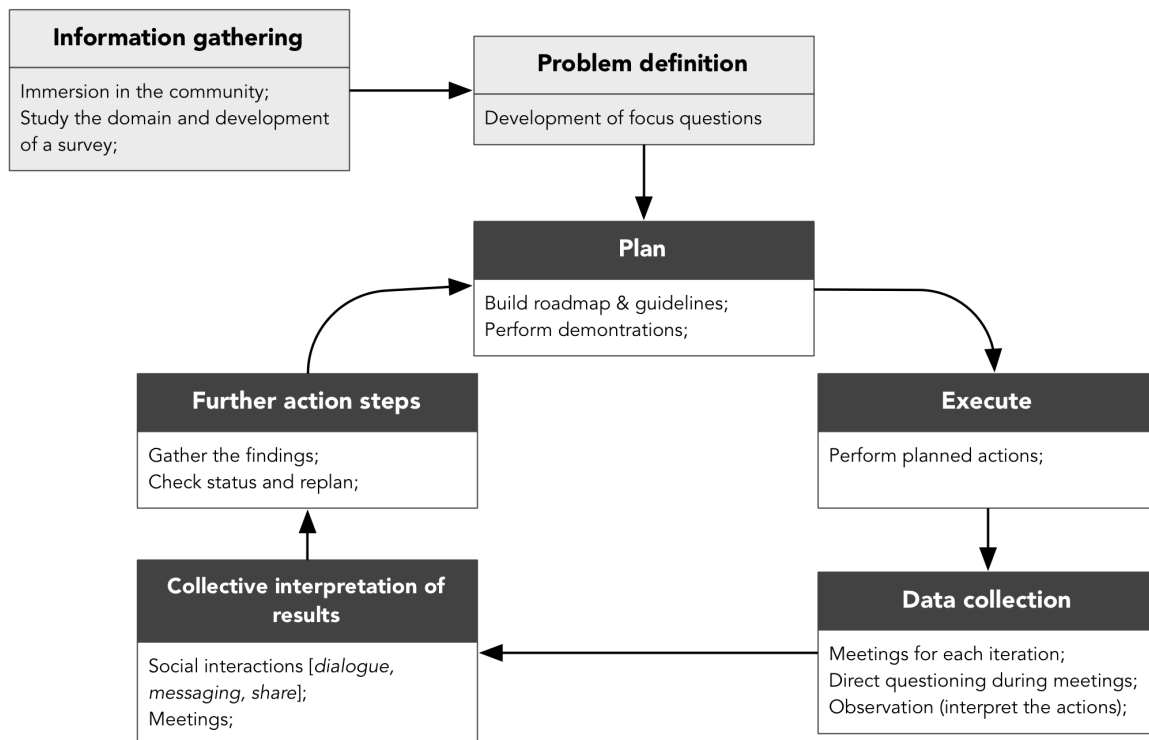 Information gathering
Immersion in the community;
Study the domain and development
of a survey;
Problem definition
Development of focus questions
Plan
Build roadmap & guidelines;
Perform demontrations;
Execute
Perform planned actions;
Data collection
Meetings for each iteration;
Direct questioning during meetings;
Observation (interpret the actions);
Collective interpretation of
results
Social interactions [dialogue,
messaging, share];
Meetings;
Further action steps
Gather the findings;
Check status and replan;